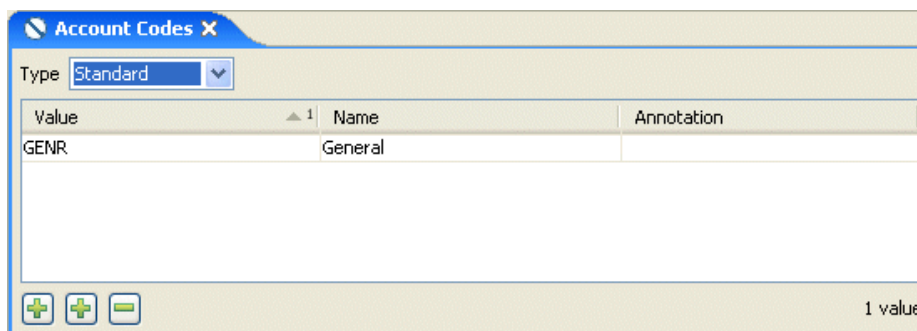 Account Codes
Type Standard
Value 1 Name Annotation
GENR General
1 value